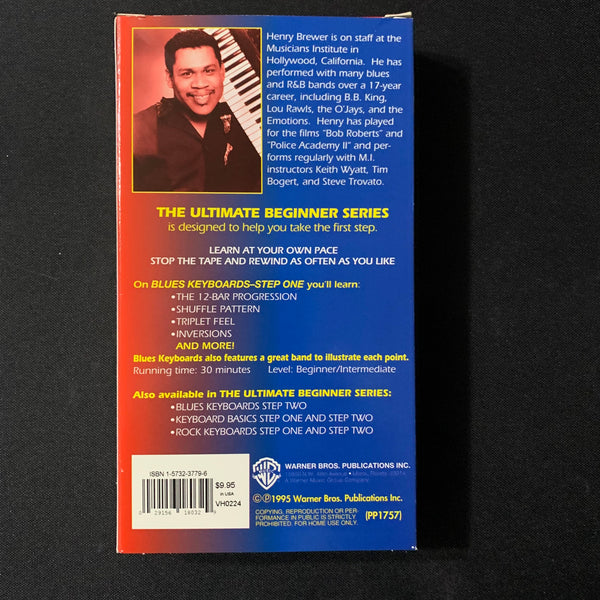 Henry Brewer is on staff at the
Musicians Institute in
Hollywood, California. He has
performed with many blues
and R&B bands over a 17-year
career, including B.B. King,
Lou Rawls, the O'Jays, and the
Emotions. Henry has played
for the films "Bob Roberts" and
"Police Academy II" and per-
forms regularly with M.I.
instructors Keith Wyatt, Tim
Bogert, and Steve Trovato.
THE ULTIMATE BEGINNER SERIES
is designed to help you take the first step.
LEARN AT YOUR OWN PACE
STOP THE TAPE AND REWIND AS OFTEN AS YOU LIKE
On BLUES KEYBOARDS–STEP ONE you'll learn:
•THE 12-BAR PROGRESSION
•SHUFFLE PATTERN
•TRIPLET FEEL
•INVERSIONS
AND MORE!
Blues Keyboards also features a great band to illustrate each point.
Running time: 30 minutes Level: Beginner/Intermediate
Also available in THE ULTIMATE BEGINNER SERIES:
•BLUES KEYBOARDS STEP TWO
•KEYBOARD BASICS STEP ONE AND STEP TWO
•ROCK KEYBOARDS STEP ONE AND STEP TWO
ISBN 1-5732-3779-6
$9.95
in USA
VH0224
0 29156 18032
WB
WARNER BROS. PUBLICATIONS INC.
A Warner Music Group Company
©℗1995 Warner Bros. Publications Inc.
COPYING, REPRODUCTION OR PER-
FORMANCE IN PUBLIC IS STRICTLY
PROHIBITED. FOR HOME USE ONLY.
(PP1757)